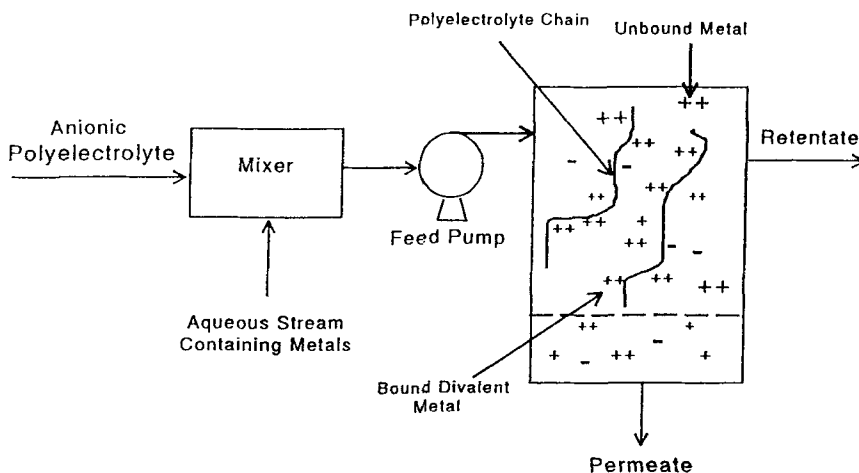 Polyelectrolyte Chain
Unbound Metal
Anionic
Polyelectrolyte
Mixer
Feed Pump
Retentate
Aqueous Stream
Containing Metals
Bound Divalent
Metal
Permeate